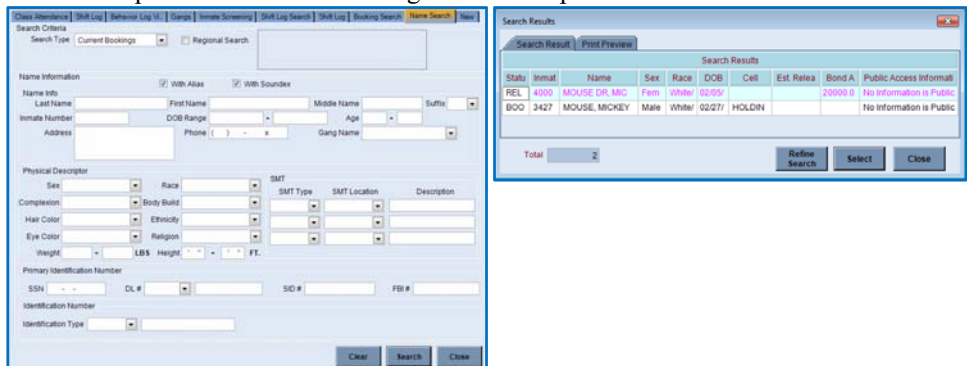 Class Attendance Shift Log Behavior Log Vi... Gangs Inmate Screening Shift Log Search Shift Log Booking Search Name Search New
Search Criteria
Search Type Current Bookings Regional Search
Name Information
With Alias With Soundex
Name Info
Last Name First Name Middle Name Suffix
Inmate Number DOB Range - Age -
Address Phone ( ) - x Gang Name
Physical Descriptor
SMT
Sex Race SMT Type SMT Location Description
Complexion Body Build
Hair Color Ethnicity
Eye Color Religion
Weight - LBS Height ' " - ' " FT.
Primary Identification Number
SSN - - DL # SID # FBI #
Identification Number
Identification Type
Clear Search Close
Search Results
Search Result Print Preview
Search Results
Statu Inmat Name Sex Race DOB Cell Est. Relea Bond A Public Access Informati
REL 4000 MOUSE DR, MIC Fem White/ 02/05/ 20000.0 No Information is Public
BOO 3427 MOUSE, MICKEY Male White/ 02/27/ HOLDIN No Information is Public
Total 2 Refine Search Select Close